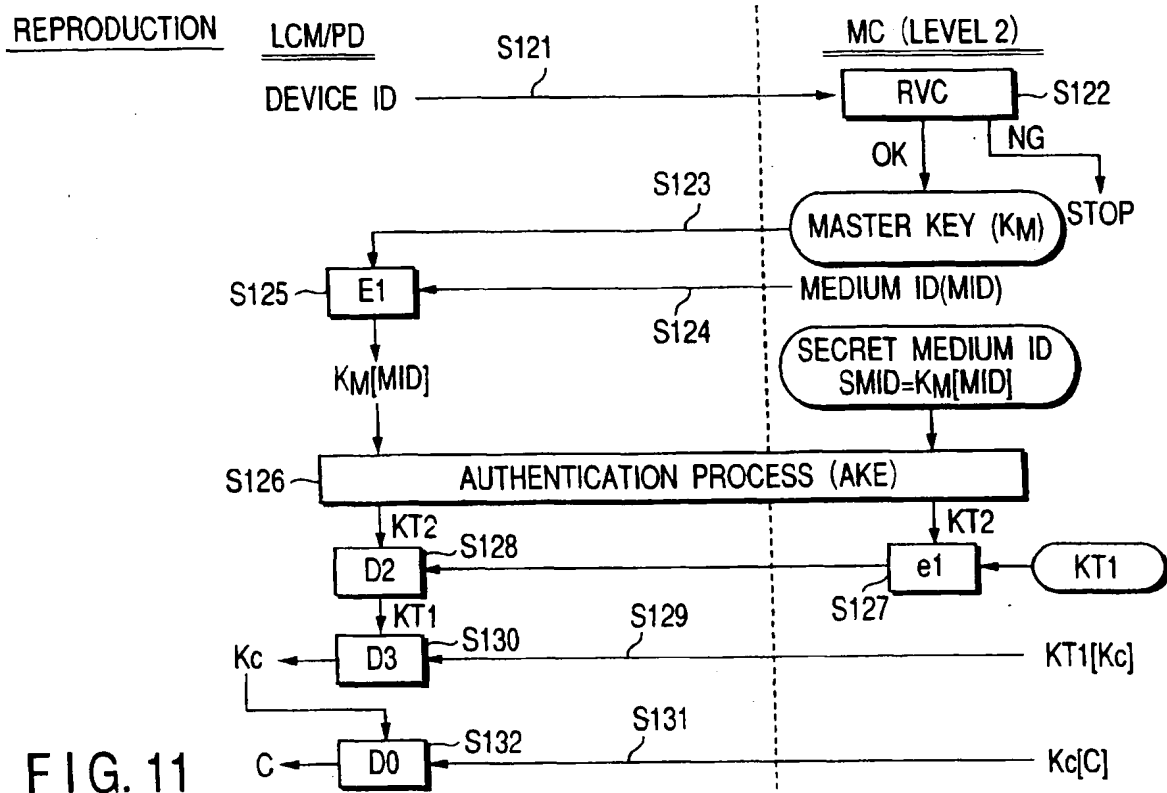 REPRODUCTION
LCM/PD
MC (LEVEL 2)
S121
DEVICE ID
RVC
S122
OK
NG
S123
MASTER KEY (KM)
STOP
S125
E1
MEDIUM ID(MID)
S124
KM[MID]
SECRET MEDIUM ID
SMID=KM[MID]
S126
AUTHENTICATION PROCESS (AKE)
KT2
KT2
S128
D2
e1
KT1
S127
KT1
S130
S129
Kc
D3
KT1[Kc]
S132
S131
C
D0
Kc[C]
FIG. 11